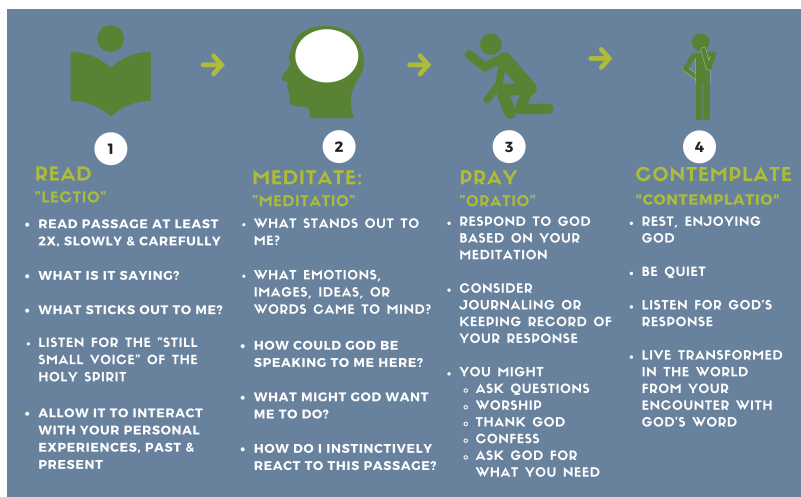 1
READ
"LECTIO"
• READ PASSAGE AT LEAST
2X, SLOWLY & CAREFULLY
• WHAT IS IT SAYING?
• WHAT STICKS OUT TO ME?
• LISTEN FOR THE "STILL
SMALL VOICE" OF THE
HOLY SPIRIT
• ALLOW IT TO INTERACT
WITH YOUR PERSONAL
EXPERIENCES, PAST &
PRESENT
2
MEDITATE:
"MEDITATIO"
• WHAT STANDS OUT TO
ME?
• WHAT EMOTIONS,
IMAGES, IDEAS, OR
WORDS CAME TO MIND?
• HOW COULD GOD BE
SPEAKING TO ME HERE?
• WHAT MIGHT GOD WANT
ME TO DO?
• HOW DO I INSTINCTIVELY
REACT TO THIS PASSAGE?
3
PRAY
"ORATIO"
• RESPOND TO GOD
BASED ON YOUR
MEDITATION
• CONSIDER
JOURNALING OR
KEEPING RECORD OF
YOUR RESPONSE
• YOU MIGHT
◦ ASK QUESTIONS
◦ WORSHIP
◦ THANK GOD
◦ CONFESS
◦ ASK GOD FOR
WHAT YOU NEED
4
CONTEMPLATE
"CONTEMPLATIO"
• REST, ENJOYING
GOD
• BE QUIET
• LISTEN FOR GOD'S
RESPONSE
• LIVE TRANSFORMED
IN THE WORLD
FROM YOUR
ENCOUNTER WITH
GOD'S WORD